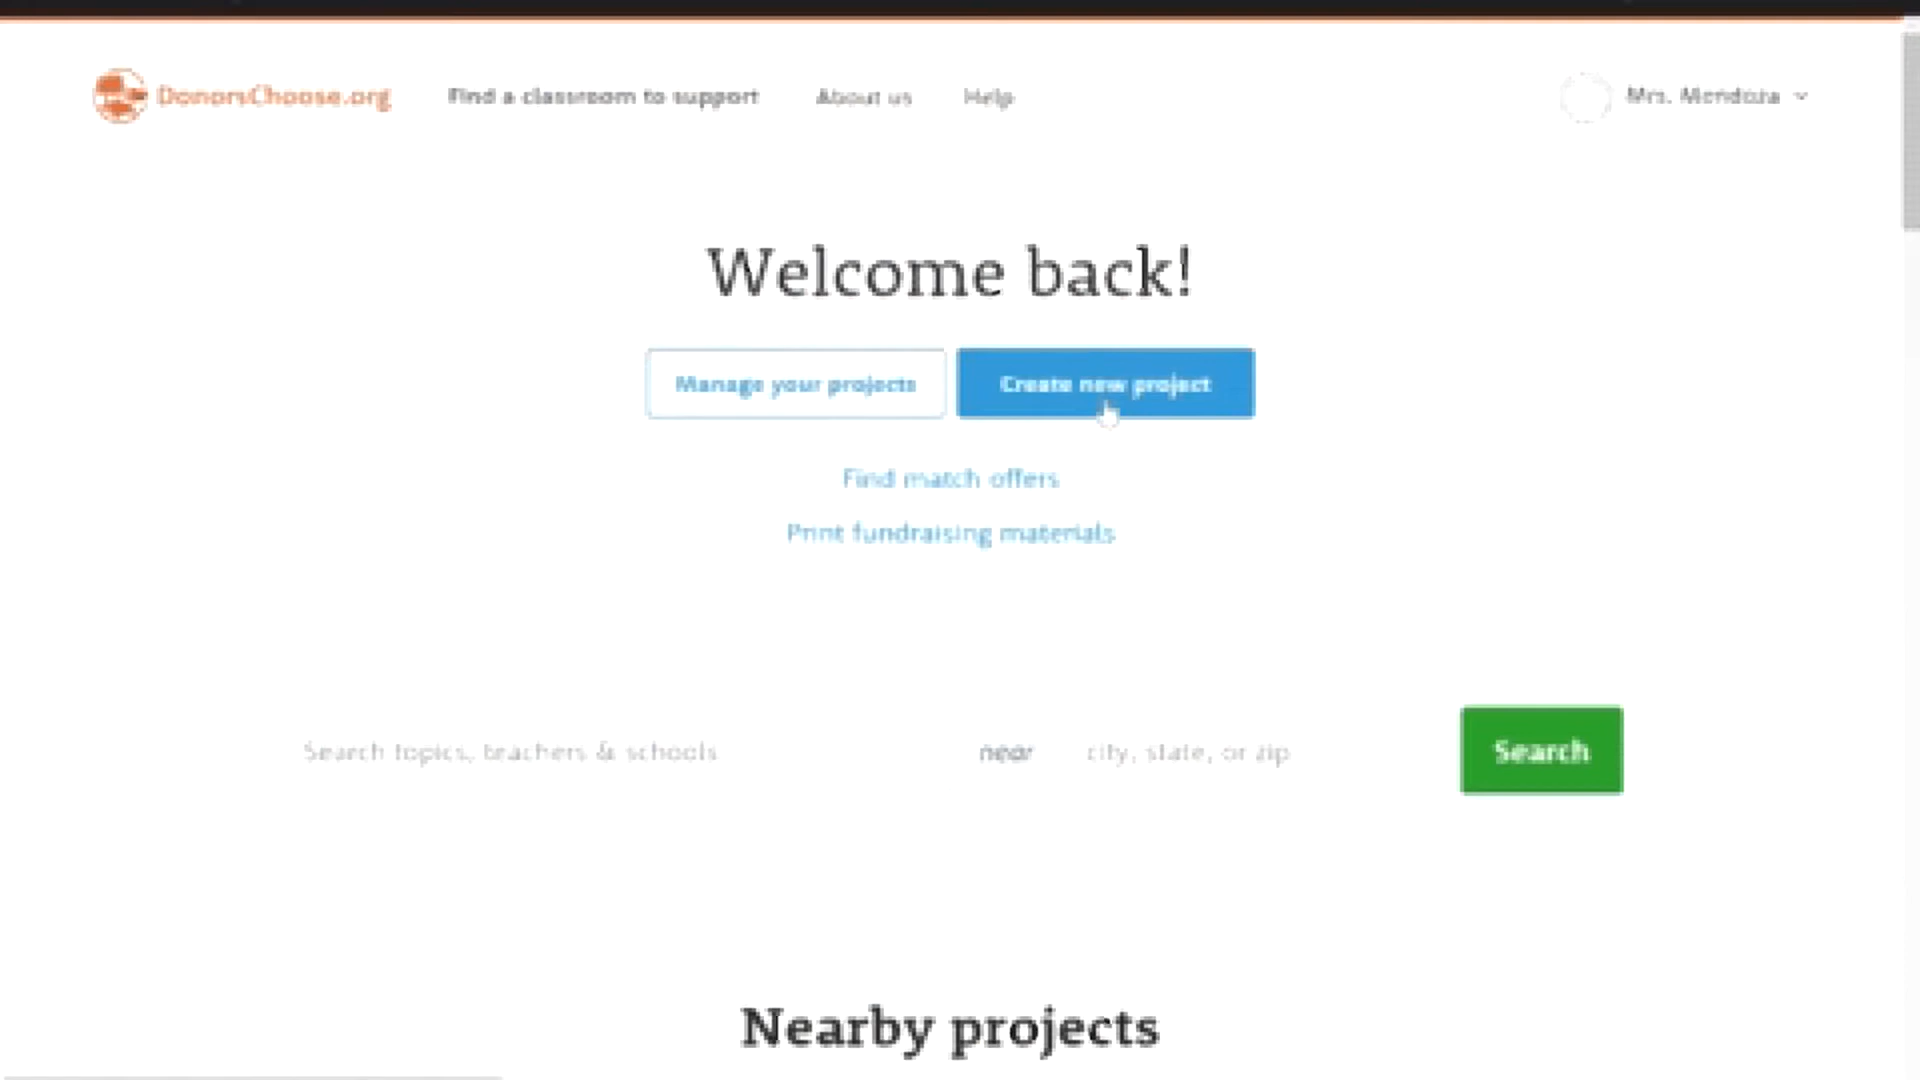 DonorsChoose.org Find a classroom to support About us Help Mrs. Mendoza
Welcome back!
Manage your projects Create new project
Find match offers
Print fundraising materials
Search topics, teachers & schools near city, state, or zip Search
Nearby projects